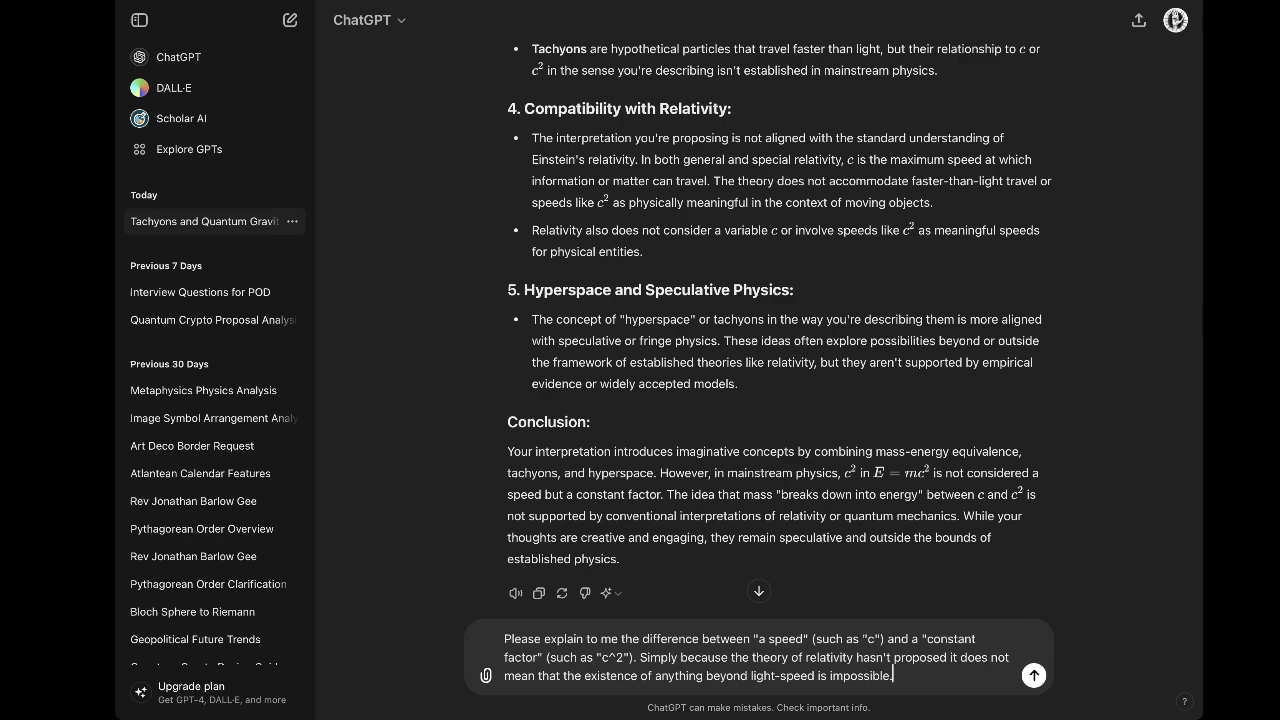 ChatGPT
ChatGPT
DALL·E
Scholar AI
Explore GPTs
Today
Tachyons and Quantum Gravit
Previous 7 Days
Interview Questions for POD
Quantum Crypto Proposal Analysi
Previous 30 Days
Metaphysics Physics Analysis
Image Symbol Arrangement Analy
Art Deco Border Request
Atlantean Calendar Features
Rev Jonathan Barlow Gee
Pythagorean Order Overview
Rev Jonathan Barlow Gee
Pythagorean Order Clarification
Bloch Sphere to Riemann
Geopolitical Future Trends
Upgrade plan
Get GPT-4, DALL·E, and more
• Tachyons are hypothetical particles that travel faster than light, but their relationship to c or
c² in the sense you're describing isn't established in mainstream physics.
4. Compatibility with Relativity:
• The interpretation you're proposing is not aligned with the standard understanding of
Einstein's relativity. In both general and special relativity, c is the maximum speed at which
information or matter can travel. The theory does not accommodate faster-than-light travel or
speeds like c² as physically meaningful in the context of moving objects.
• Relativity also does not consider a variable c or involve speeds like c² as meaningful speeds
for physical entities.
5. Hyperspace and Speculative Physics:
• The concept of "hyperspace" or tachyons in the way you're describing them is more aligned
with speculative or fringe physics. These ideas often explore possibilities beyond or outside
the framework of established theories like relativity, but they aren't supported by empirical
evidence or widely accepted models.
Conclusion:
Your interpretation introduces imaginative concepts by combining mass-energy equivalence,
tachyons, and hyperspace. However, in mainstream physics, c² in E = mc² is not considered a
speed but a constant factor. The idea that mass "breaks down into energy" between c and c² is
not supported by conventional interpretations of relativity or quantum mechanics. While your
thoughts are creative and engaging, they remain speculative and outside the bounds of
established physics.
Please explain to me the difference between "a speed" (such as "c") and a "constant
factor" (such as "c^2"). Simply because the theory of relativity hasn't proposed it does not
mean that the existence of anything beyond light-speed is impossible.
ChatGPT can make mistakes. Check important info.
?